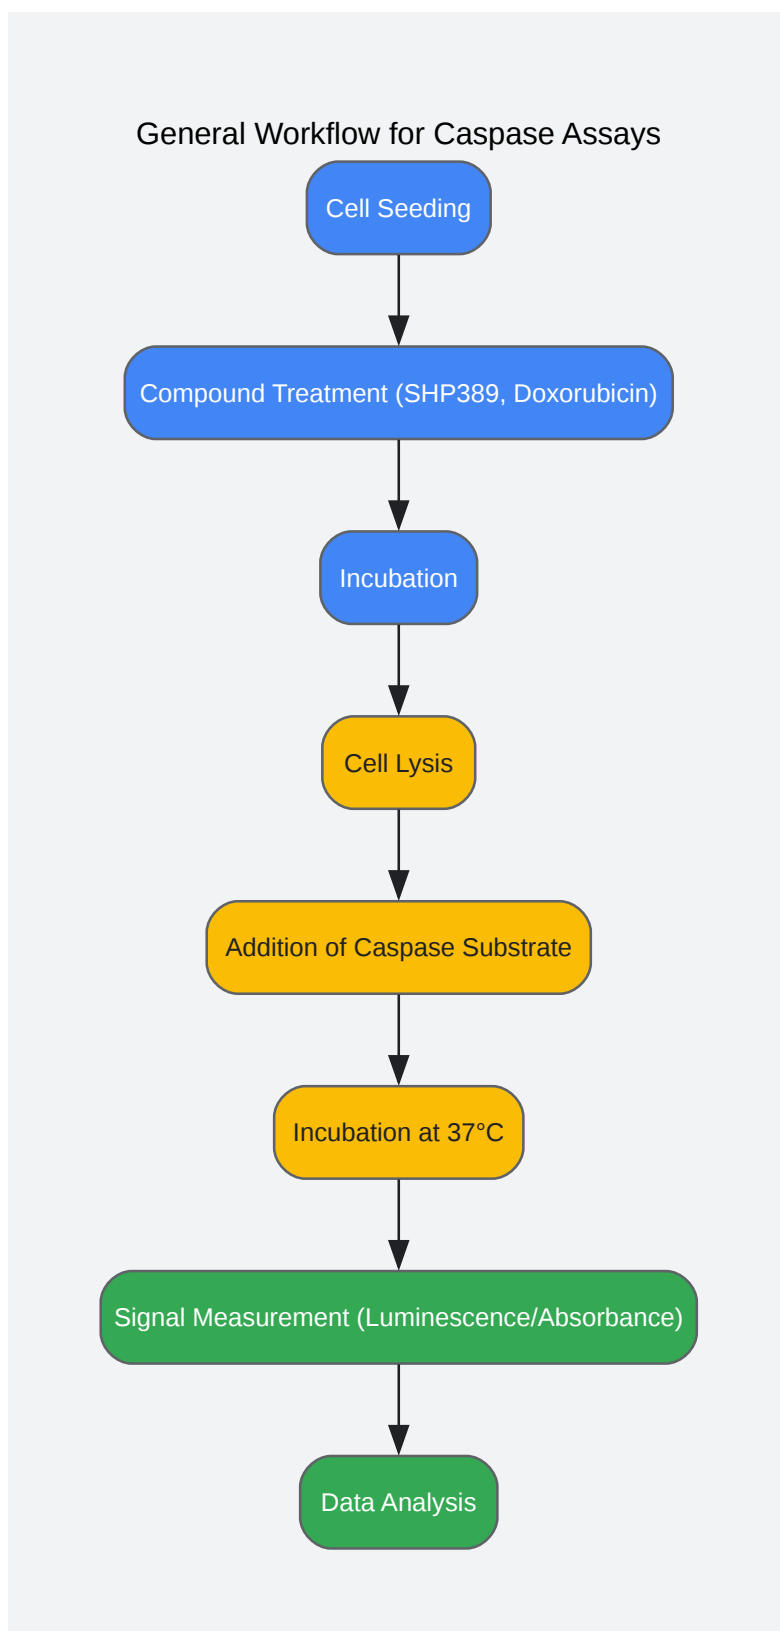 General Workflow for Caspase Assays
Cell Seeding
Compound Treatment (SHP389, Doxorubicin)
Incubation
Cell Lysis
Addition of Caspase Substrate
Incubation at 37°C
Signal Measurement (Luminescence/Absorbance)
Data Analysis